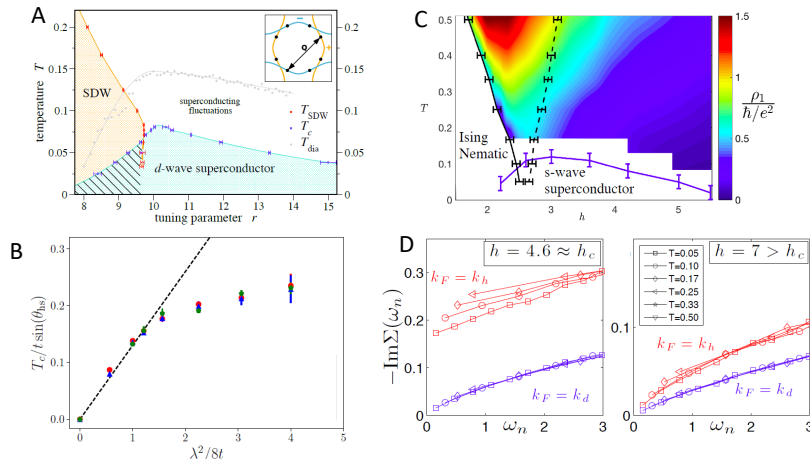 A
0.2
0.15
0.1
0.05
0
temperature T
SDW
superconducting
fluctuations
d-wave superconductor
Q
−
+
T_SDW
T_c
T_dia
0.2
0.15
0.1
0.05
0
8 9 10 11 12 13 14 15
tuning parameter r
B
0.3
0.2
0.1
0.0
T_c/t sin(θ_hs)
0 1 2 3 4 5
λ²/8t
C
0.5
0.4
0.3
0.2
0.1
0
T
Ising
Nematic
s-wave
superconductor
2 3 4 5
h
1.5
1
0.5
0
ρ₁
ℏ/e²
D
h = 4.6 ≈ h_c
0.3
0.2
0.1
0
−ImΣ(ω_n)
k_F = k_h
k_F = k_d
0 1 2 3
ω_n
h = 7 > h_c
T=0.05
T=0.10
T=0.17
T=0.25
T=0.33
T=0.50
0.1
0
k_F = k_h
k_F = k_d
1 2 3
ω_n